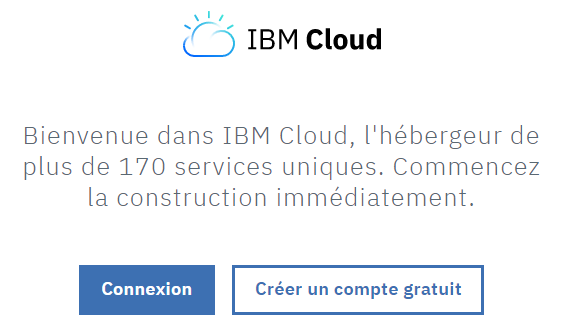 IBM Cloud
Bienvenue dans IBM Cloud, l'hébergeur de
plus de 170 services uniques. Commencez
la construction immédiatement.
Connexion
Créer un compte gratuit